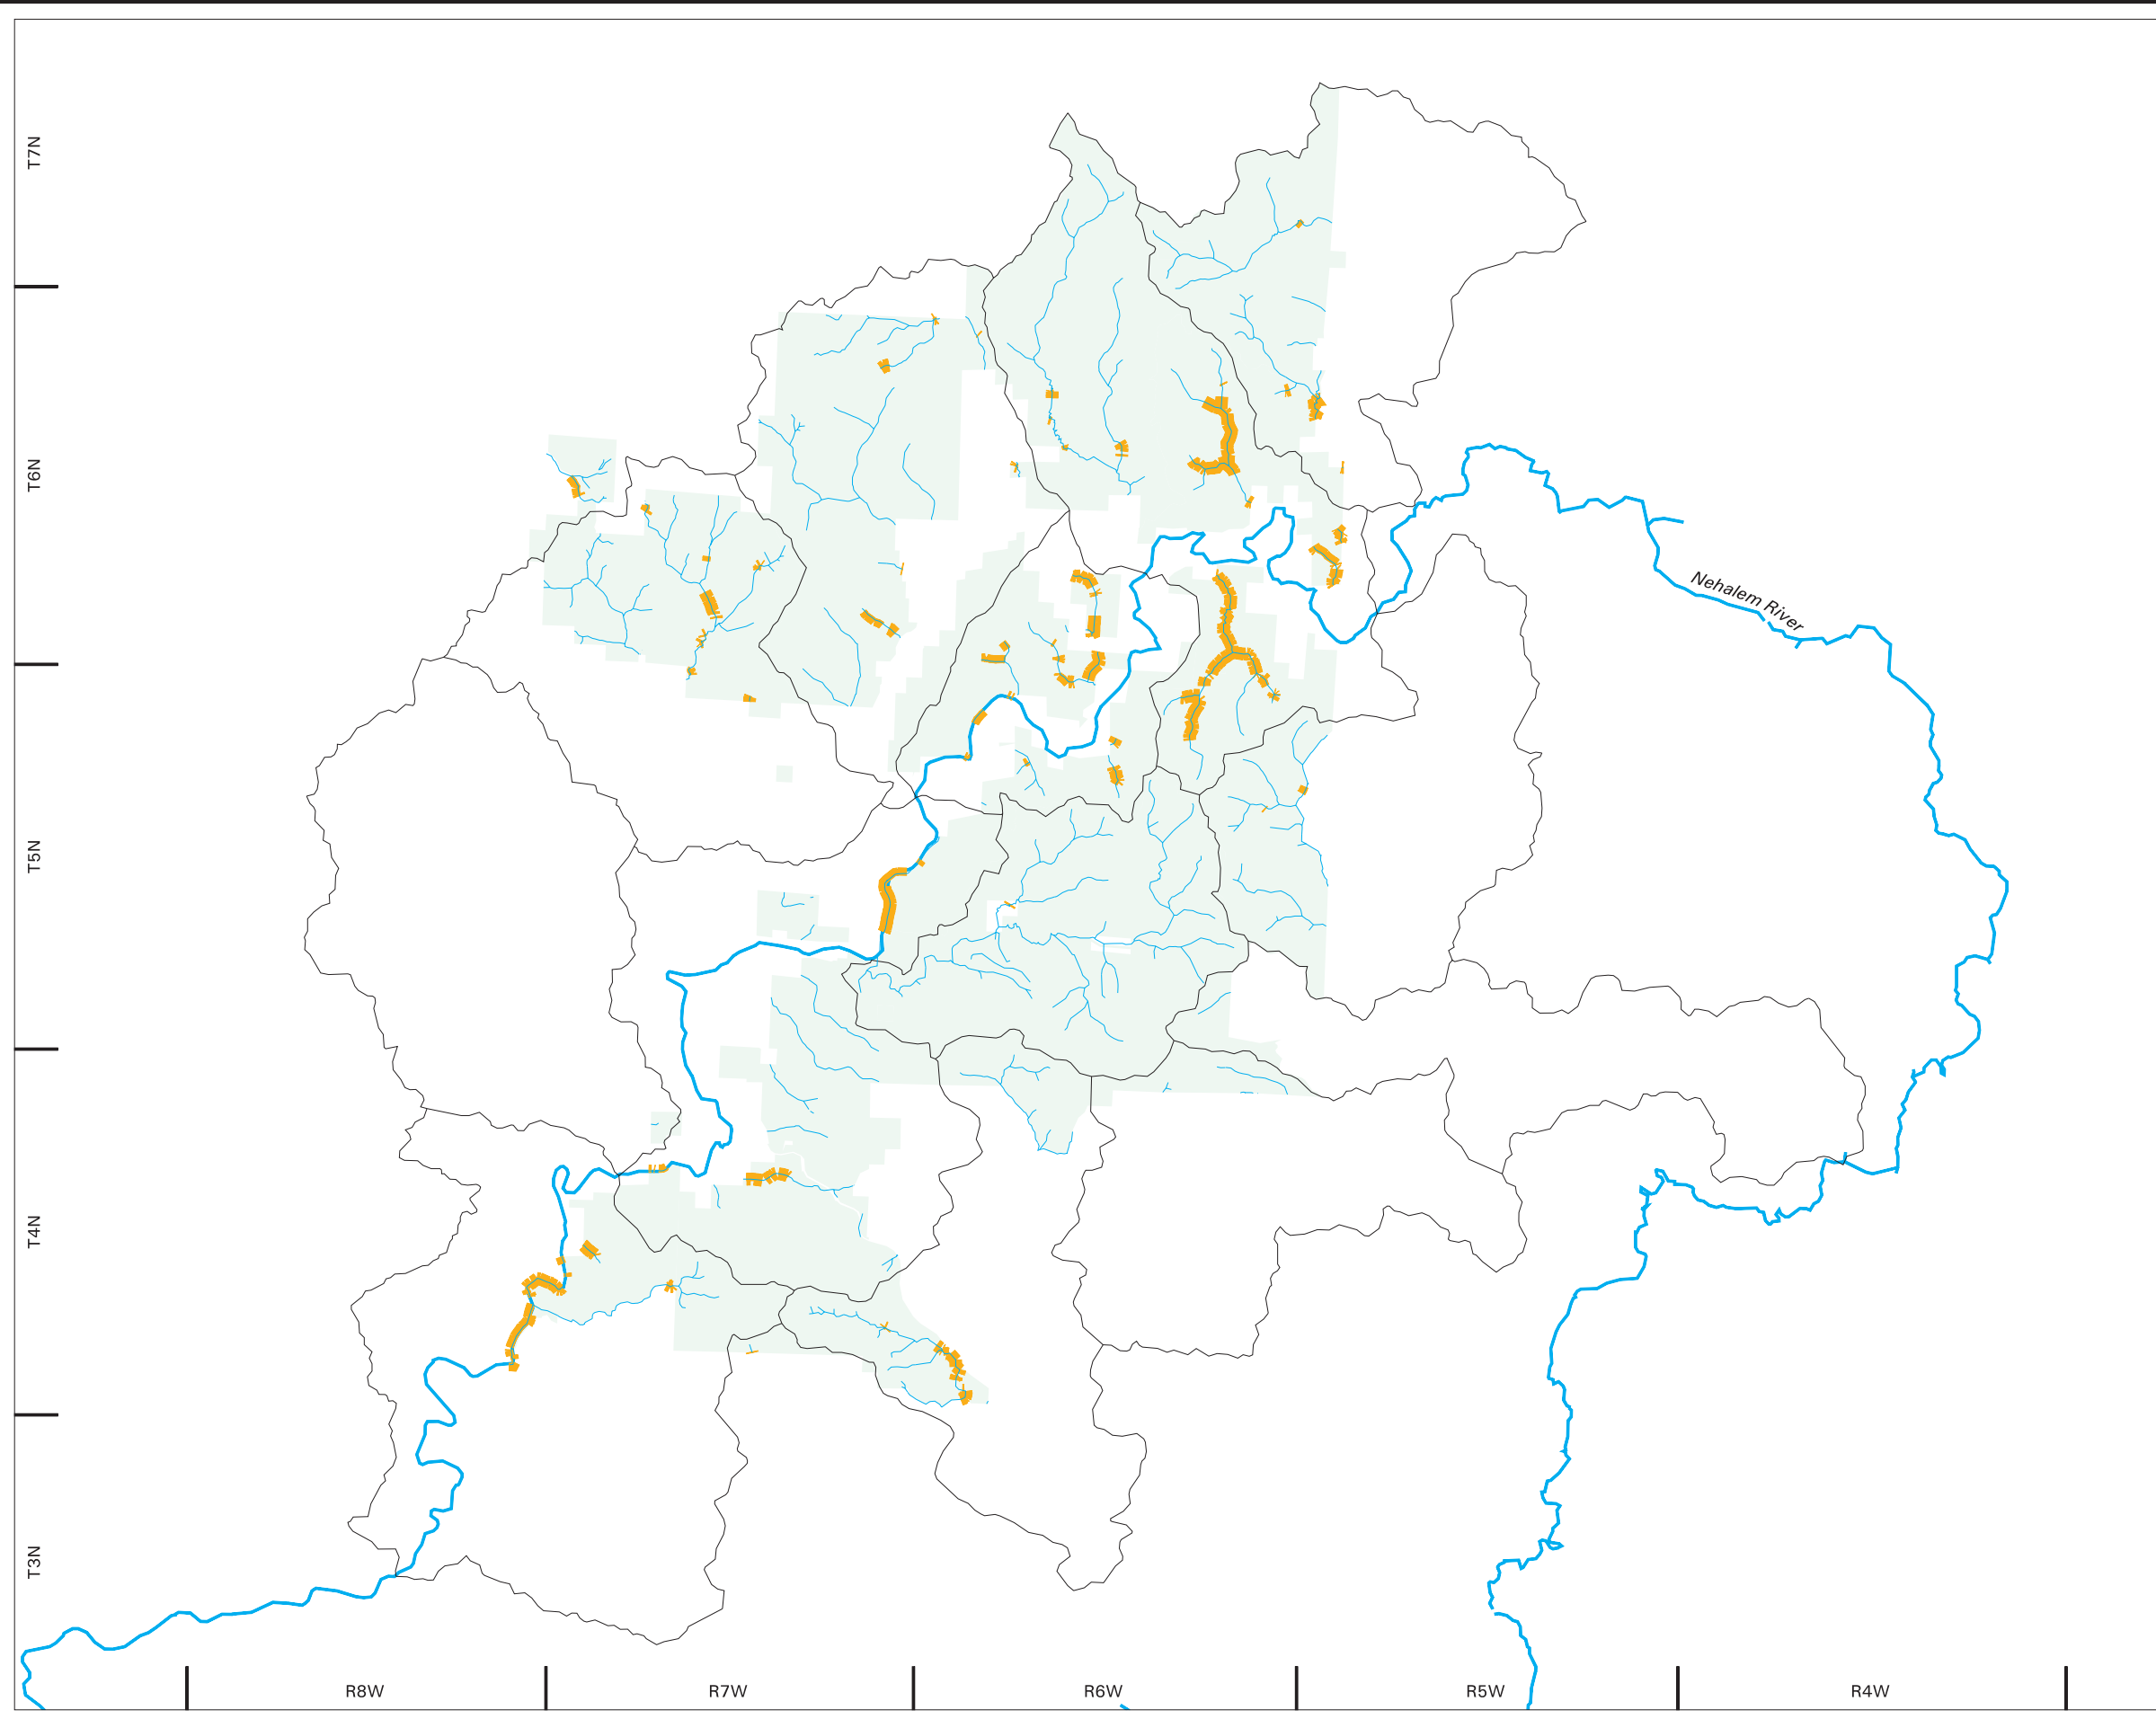 T7N
T6N
Nehalem River
T5N
T4N
T3N
R8W
R7W
R6W
R5W
R4W